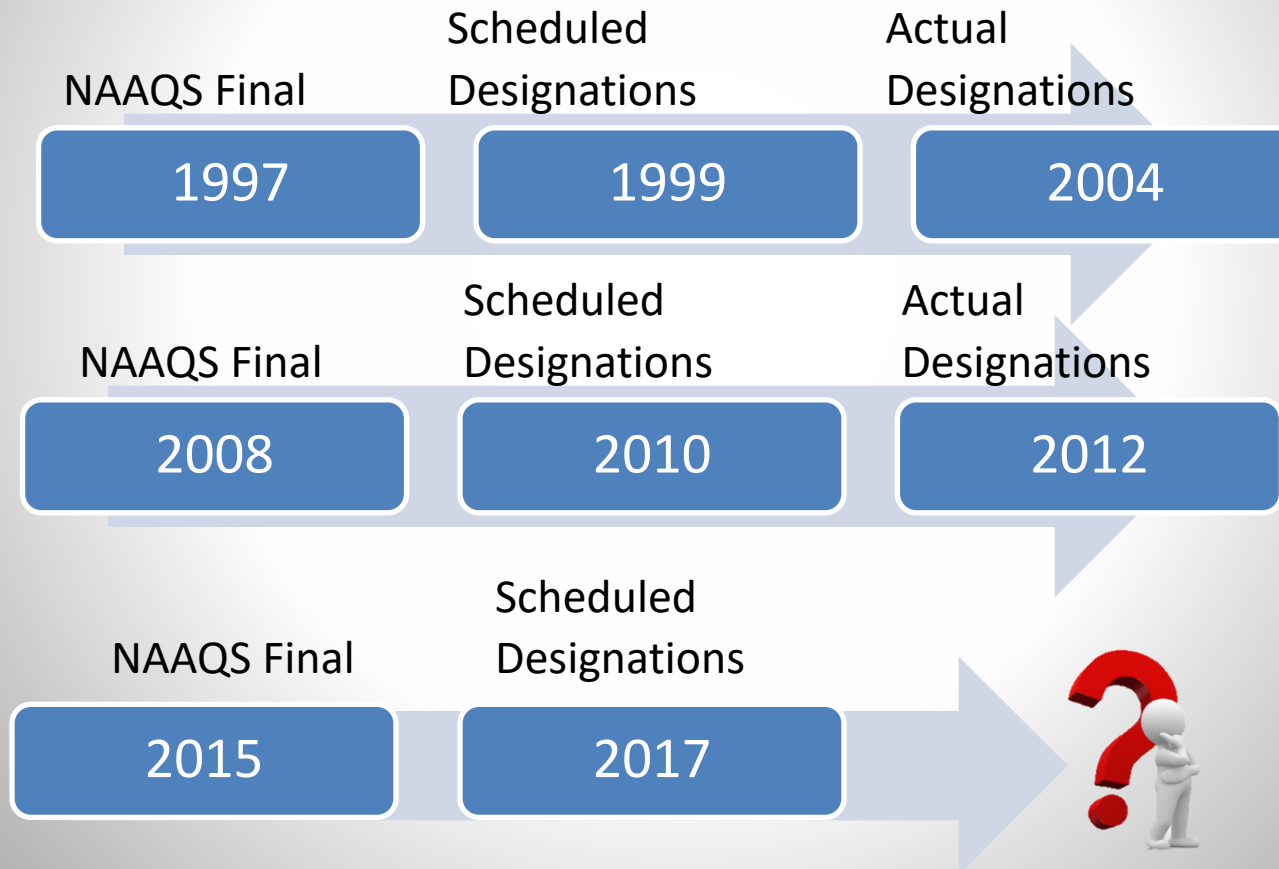 NAAQS Final
Scheduled
Designations
Actual
Designations
1997
1999
2004
NAAQS Final
Scheduled
Designations
Actual
Designations
2008
2010
2012
NAAQS Final
Scheduled
Designations
2015
2017
?